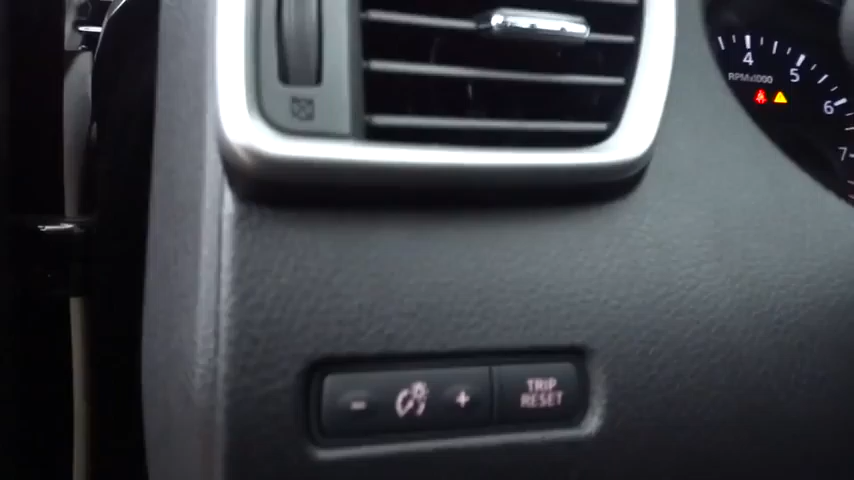 4
5
RPMx1000
6
7
- +
TRIP
RESET